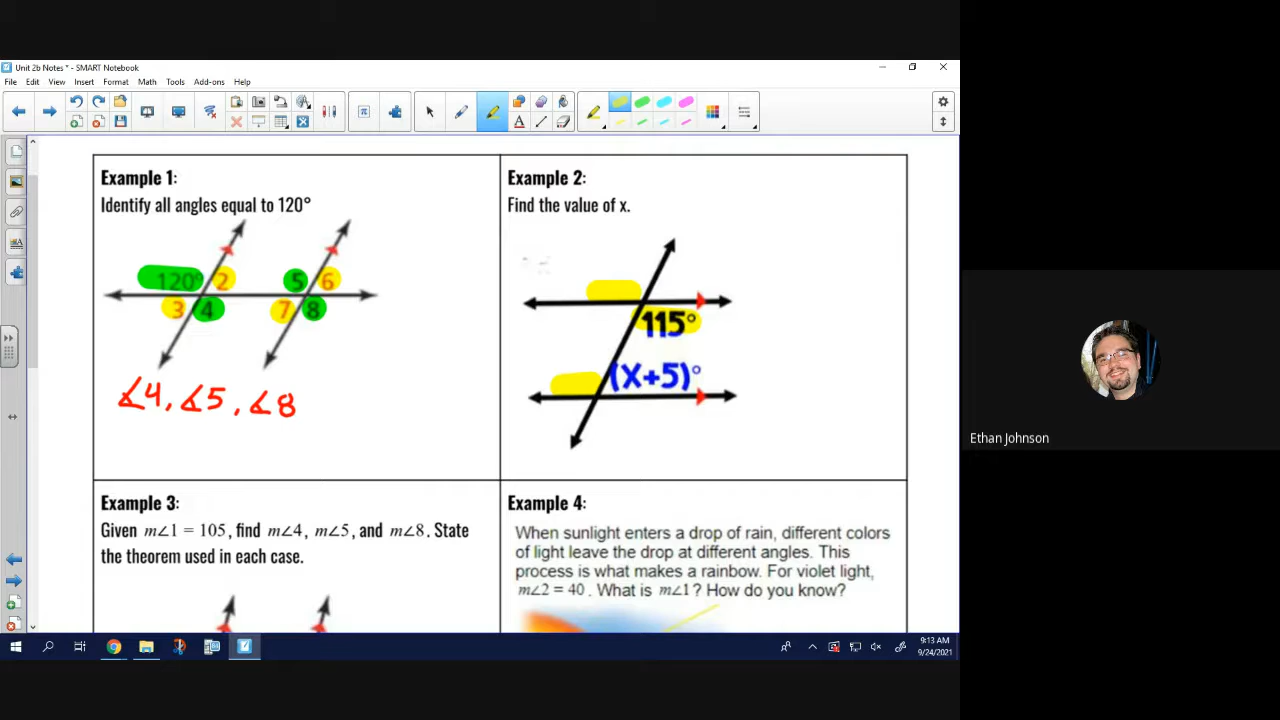 Unit 2b Notes * - SMART Notebook
File Edit View Insert Format Math Tools Add-ons Help
Example 1:
Identify all angles equal to 120°
120° 2 5 6
3 4 7 8
∡4, ∡5, ∡8
Example 2:
Find the value of x.
115°
(X+5)°
Example 3:
Given m∠1 = 105, find m∠4, m∠5, and m∠8. State
the theorem used in each case.
Example 4:
When sunlight enters a drop of rain, different colors
of light leave the drop at different angles. This
process is what makes a rainbow. For violet light,
m∠2 = 40 . What is m∠1? How do you know?
Ethan Johnson
9:13 AM
9/24/2021